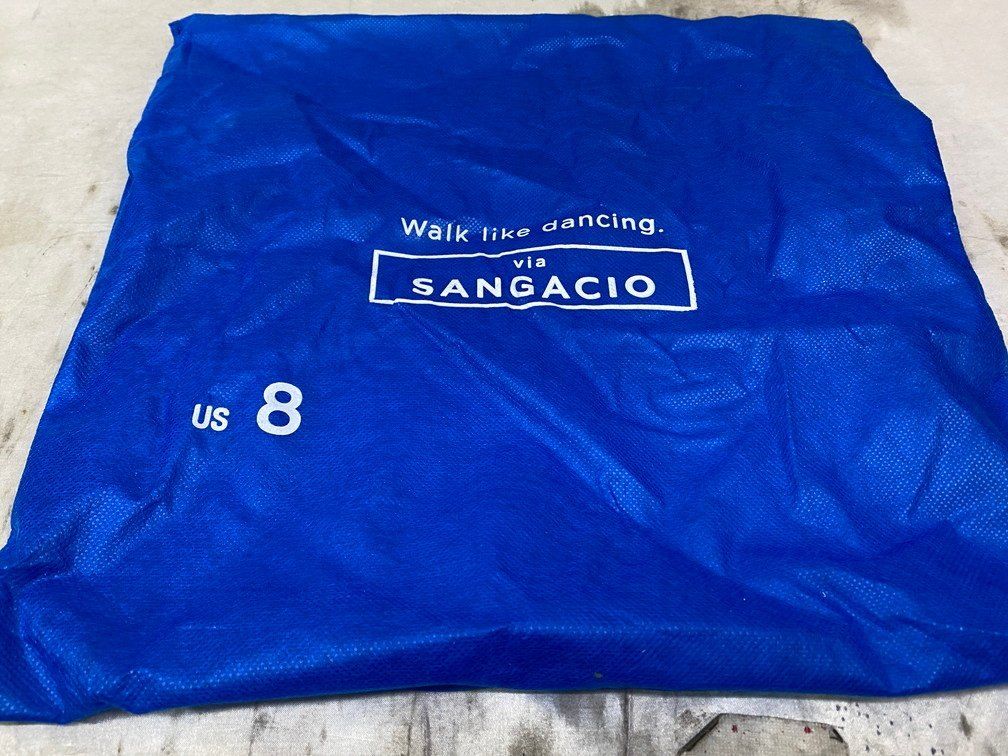 Walk like dancing.
via
SANGACIO
US 8